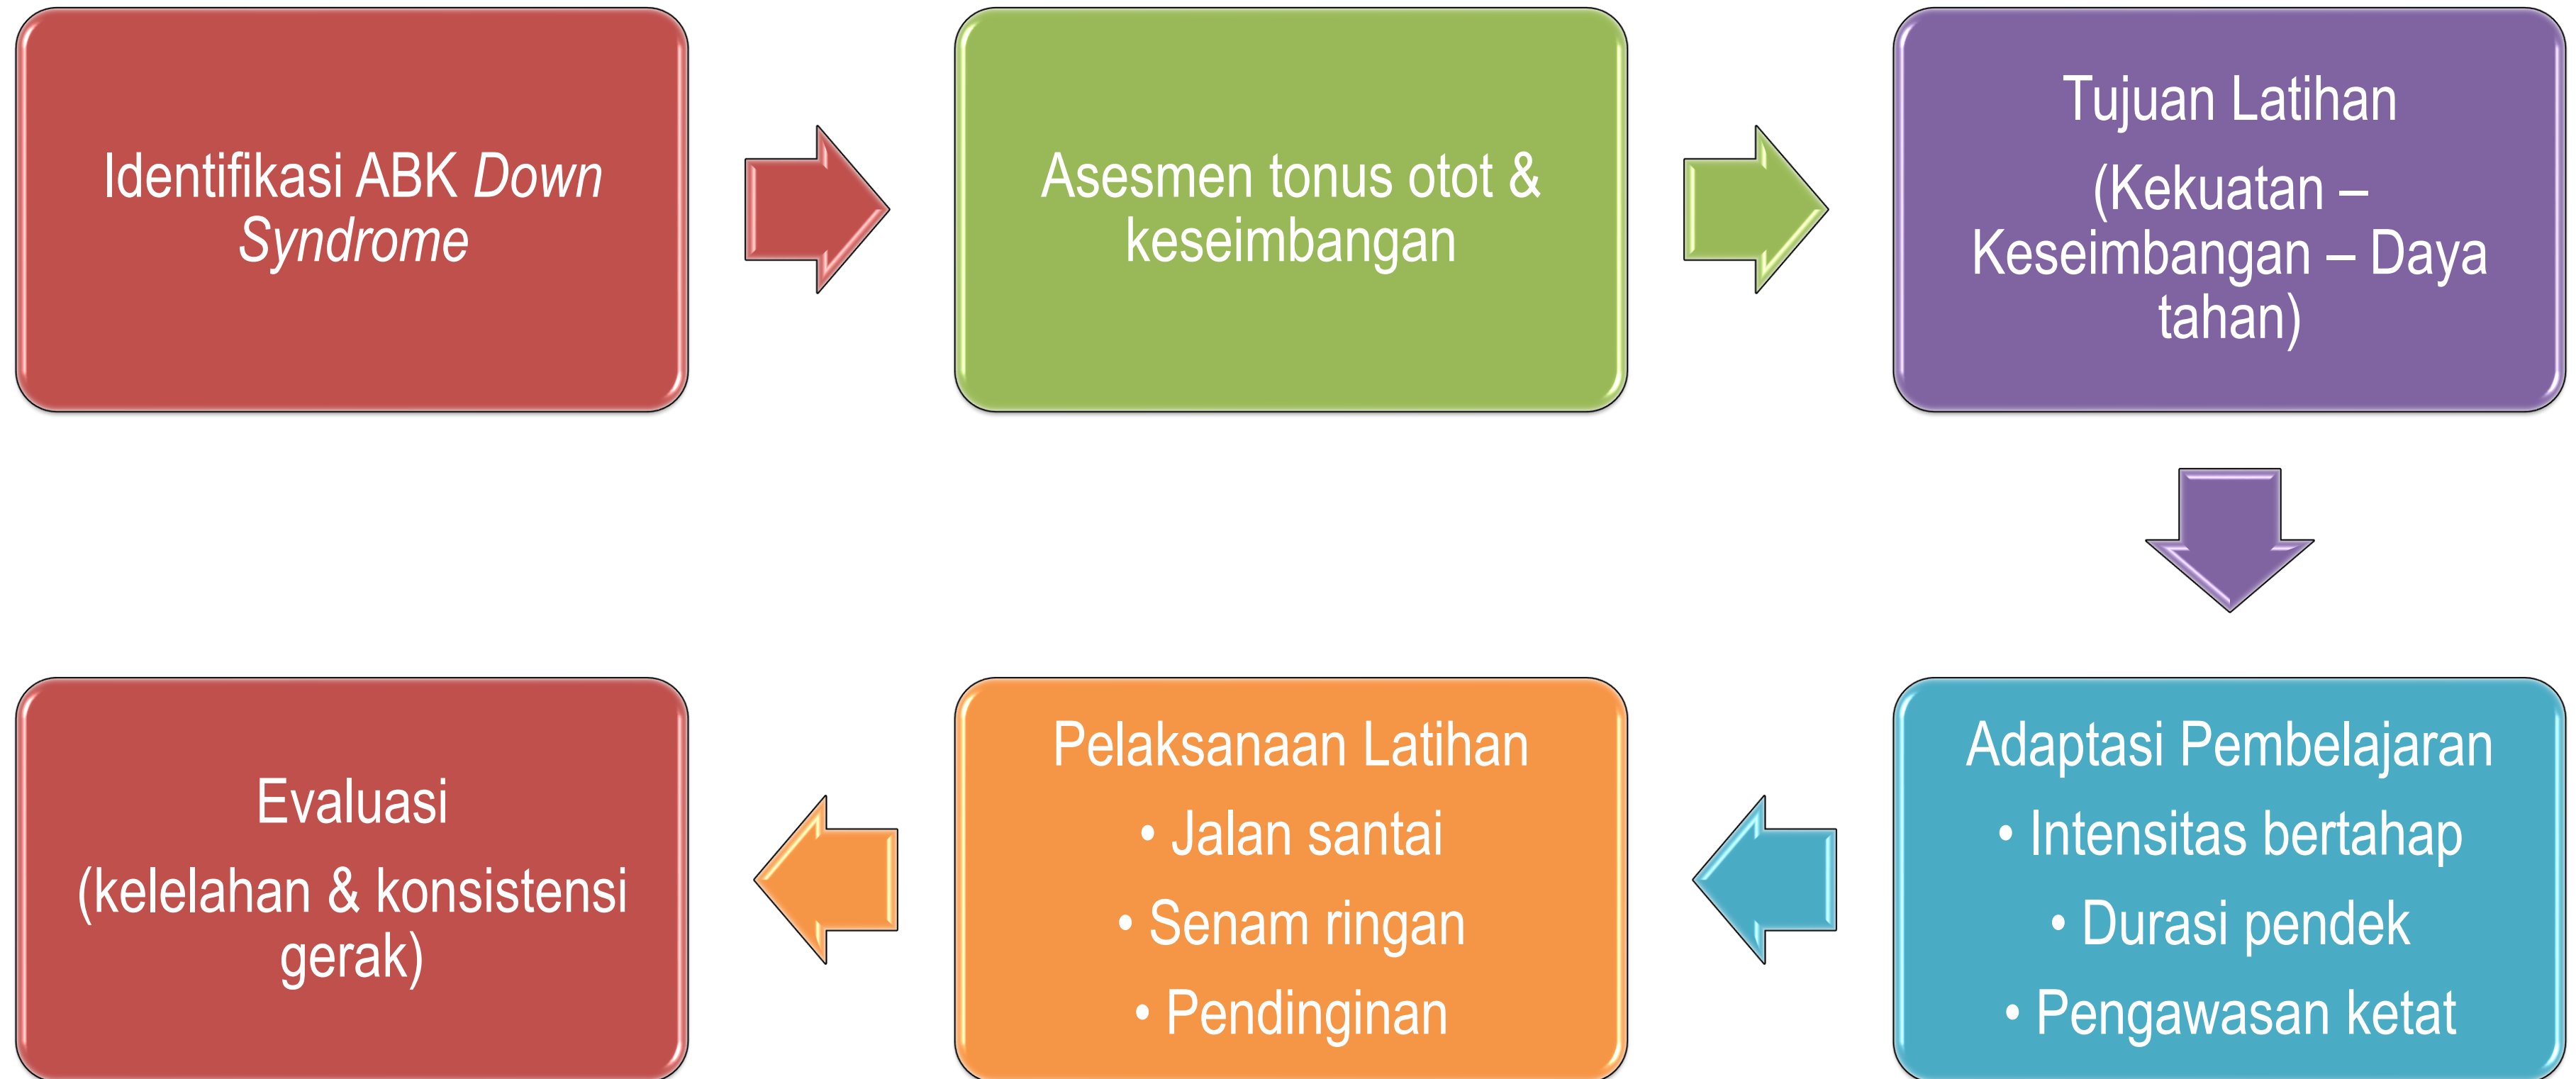 Identifikasi ABK Down
Syndrome
Asesmen tonus otot &
keseimbangan
Tujuan Latihan
(Kekuatan –
Keseimbangan – Daya
tahan)
Adaptasi Pembelajaran
• Intensitas bertahap
• Durasi pendek
• Pengawasan ketat
Pelaksanaan Latihan
• Jalan santai
• Senam ringan
• Pendinginan
Evaluasi
(kelelahan & konsistensi
gerak)